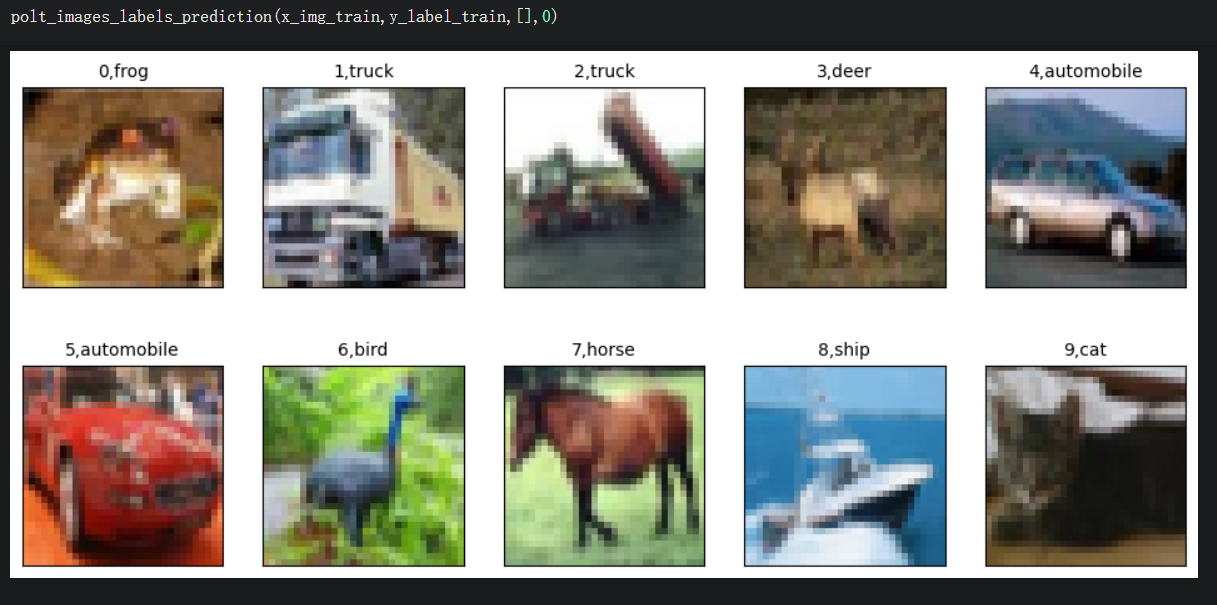 polt_images_labels_prediction(x_img_train,y_label_train,[],0)
0,frog 1,truck 2,truck 3,deer 4,automobile
5,automobile 6,bird 7,horse 8,ship 9,cat